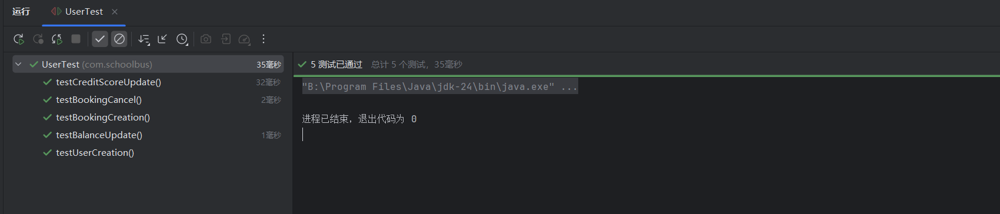 运行 UserTest
UserTest (com.schoolbus) 35毫秒
testCreditScoreUpdate() 32毫秒
testBookingCancel() 2毫秒
testBookingCreation()
testBalanceUpdate() 1毫秒
testUserCreation()
5 测试已通过 总计 5 个测试，35毫秒
"B:\Program Files\Java\jdk-24\bin\java.exe" ...
进程已结束，退出代码为 0